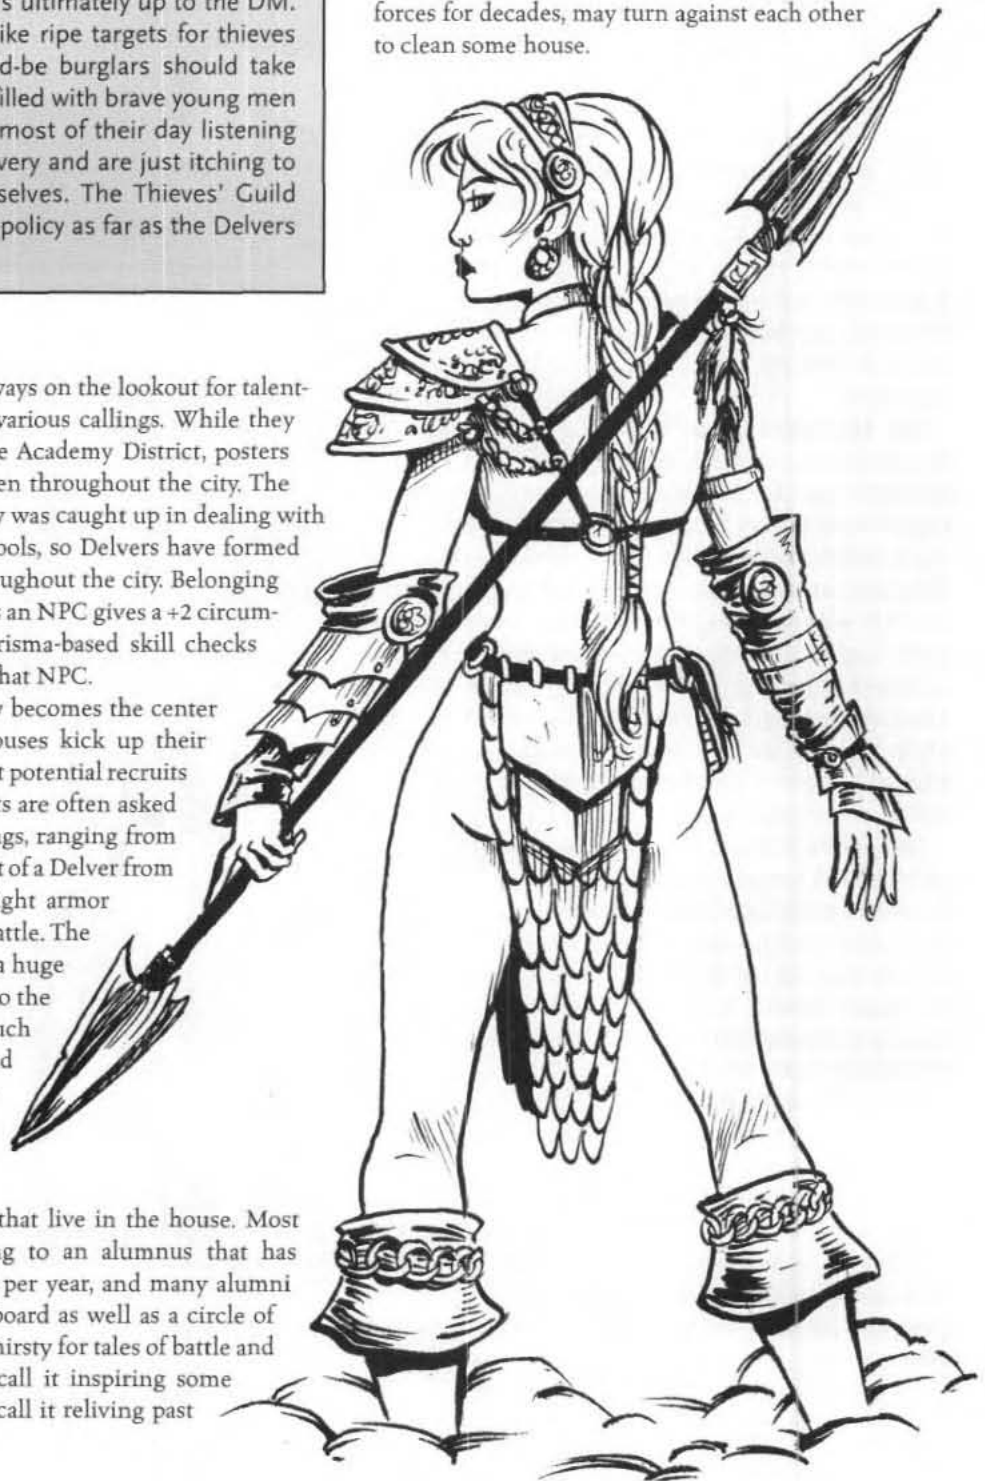 s ultimately up to the DM.
ike ripe targets for thieves
d-be burglars should take
illed with brave young men
most of their day listening
very and are just itching to
selves. The Thieves' Guild
policy as far as the Delvers
forces for decades, may turn against each other
to clean some house.
ways on the lookout for talent-
various callings. While they
e Academy District, posters
en throughout the city. The
y was caught up in dealing with
ools, so Delvers have formed
oughout the city. Belonging
s an NPC gives a +2 circum-
risma-based skill checks
hat NPC.
y becomes the center
ouses kick up their
t potential recruits
rs are often asked
ngs, ranging from
t of a Delver from
ght armor
attle. The
a huge
o the
uch
d
that live in the house. Most
ng to an alumnus that has
per year, and many alumni
board as well as a circle of
hirsty for tales of battle and
call it inspiring some
call it reliving past